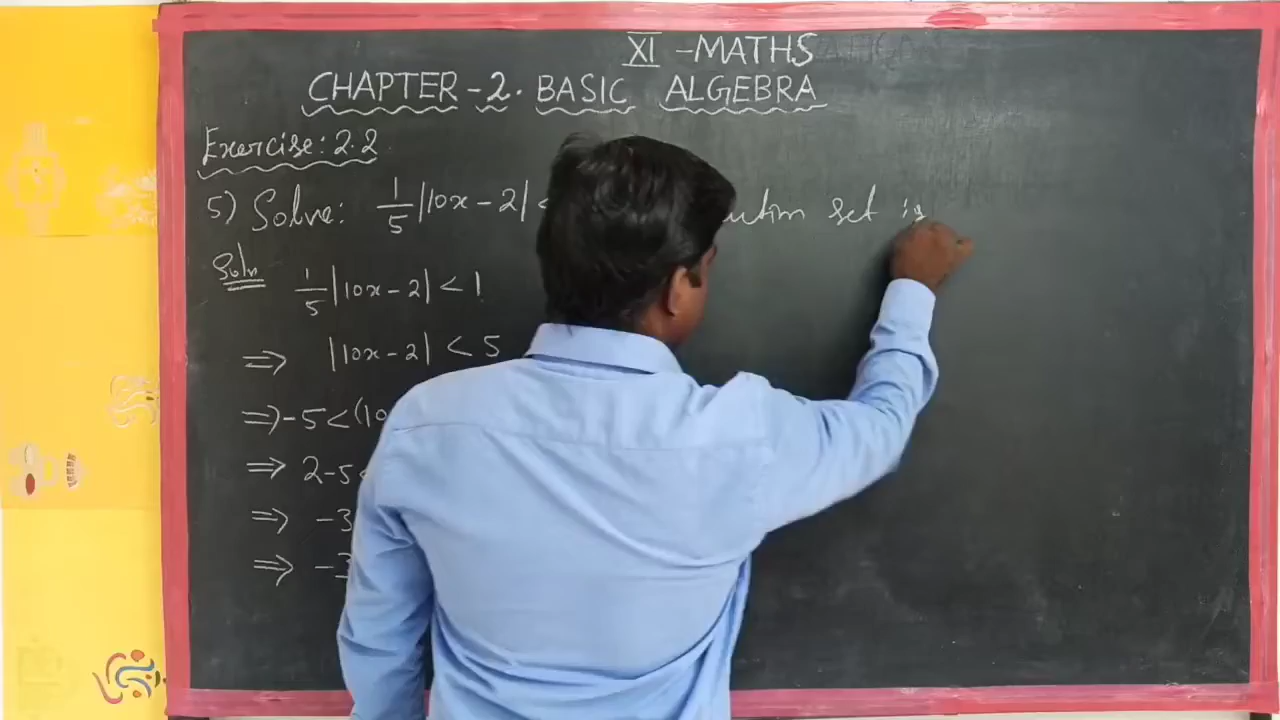 XI - MATHS
CHAPTER - 2. BASIC ALGEBRA
Exercise: 2.2
5) Solve: 1/5 |10x - 2| < set is
Soln
1/5 |10x - 2| < 1
⇒ |10x - 2| < 5
⇒ -5 < (10
⇒ 2 - 5 <
⇒ -3
⇒ -3